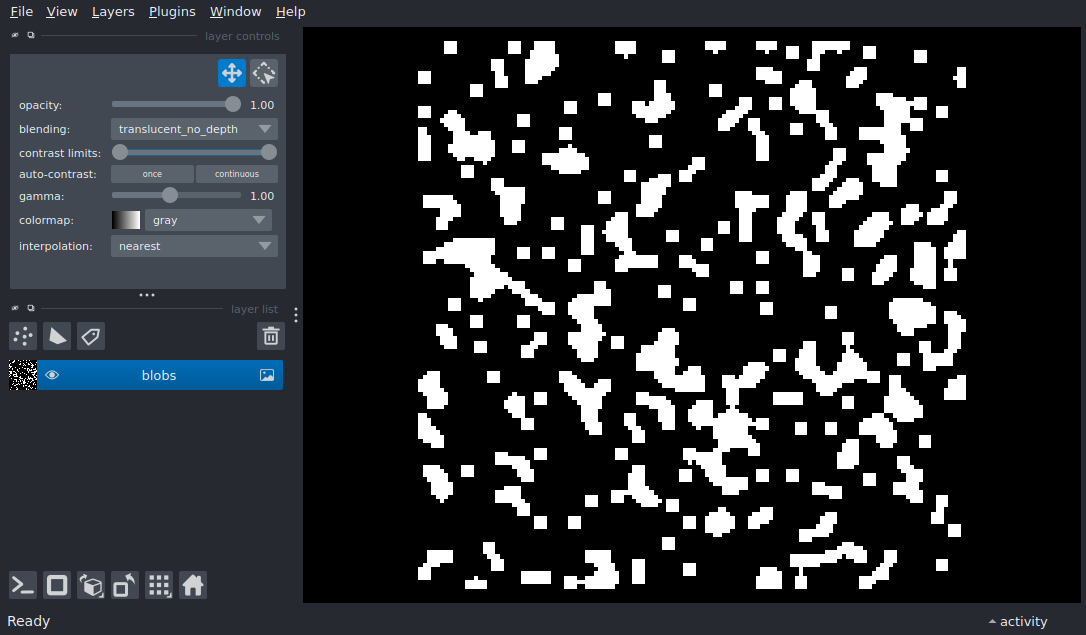 File View Layers Plugins Window Help
layer controls
opacity: 1.00
blending: translucent_no_depth
contrast limits:
auto-contrast: once continuous
gamma: 1.00
colormap: gray
interpolation: nearest
layer list
blobs
Ready
activity